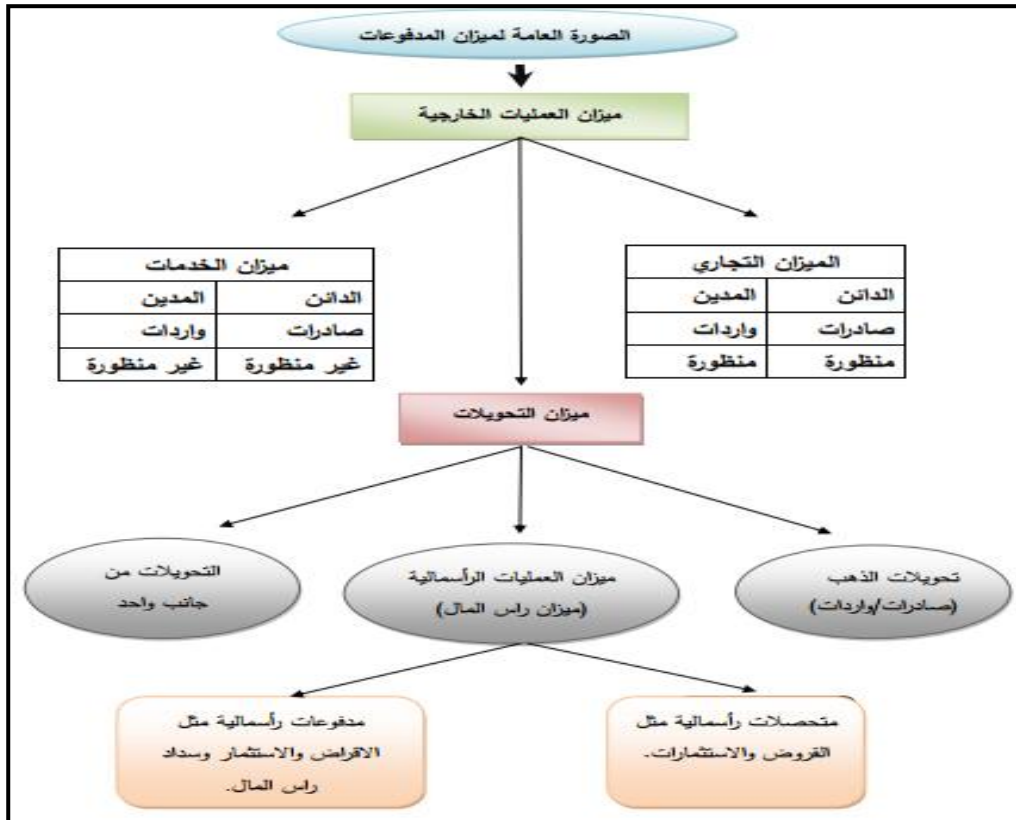 الصورة العامة لميزان المدفوعات
ميزان العمليات الخارجية
الميزان التجاري
الدائن المدين
صادرات واردات
منظورة منظورة
ميزان الخدمات
الدائن المدين
صادرات واردات
غير منظورة غير منظورة
ميزان التحويلات
تحويلات الذهب
(صادرات/واردات)
ميزان العمليات الرأسمالية
(ميزان راس المال)
التحويلات من
جانب واحد
متحصلات رأسمالية مثل
القروض والاستثمارات.
مدفوعات رأسمالية مثل
الاقراض والاستثمار وسداد
راس المال.